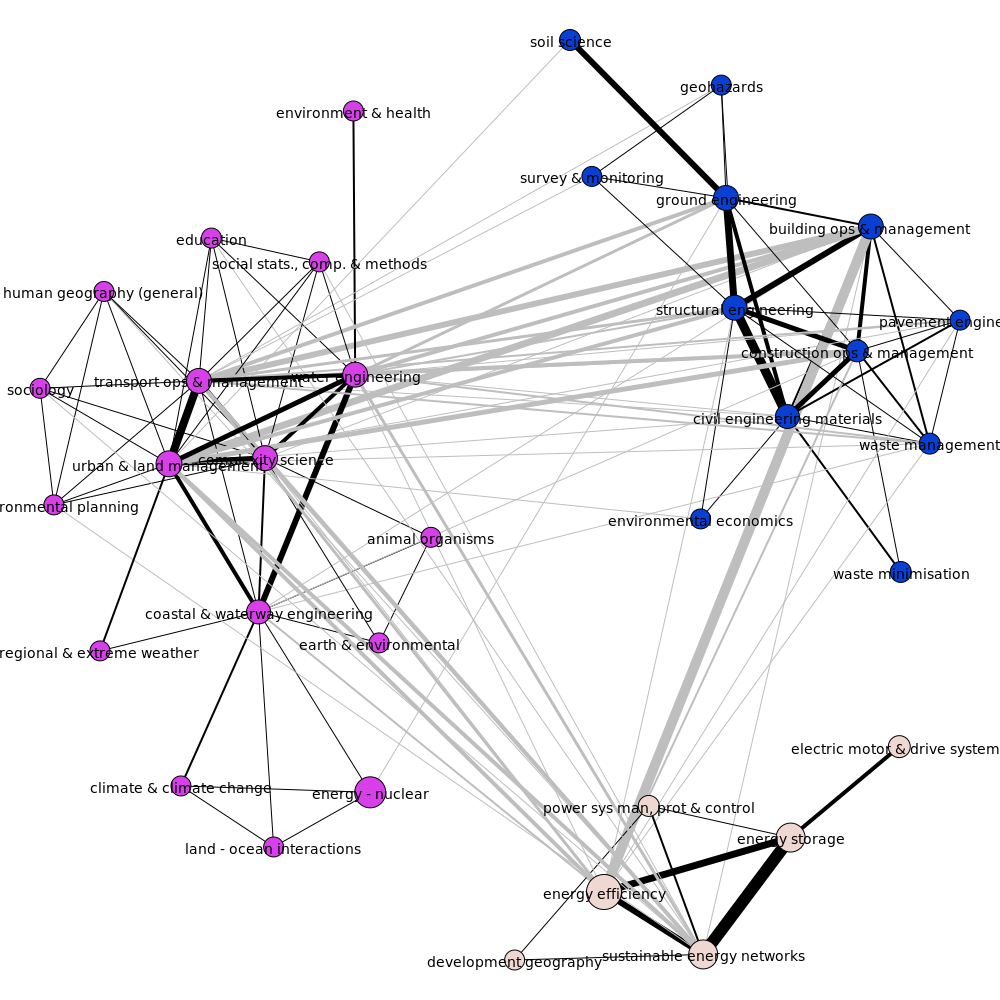 soil science
geohazards
environment & health
survey & monitoring
ground engineering
building ops & management
education
social stats., comp. & methods
human geography (general)
structural engineering
pavement engine
construction ops & management
transport ops & management
water engineering
sociology
civil engineering materials
waste management
urban & land management
complexity science
ronmental planning
environmental economics
animal organisms
waste minimisation
coastal & waterway engineering
earth & environmental
regional & extreme weather
electric motor & drive system
climate & climate change
energy - nuclear
power sys man, prot & control
energy storage
land - ocean interactions
energy efficiency
sustainable energy networks
development geography